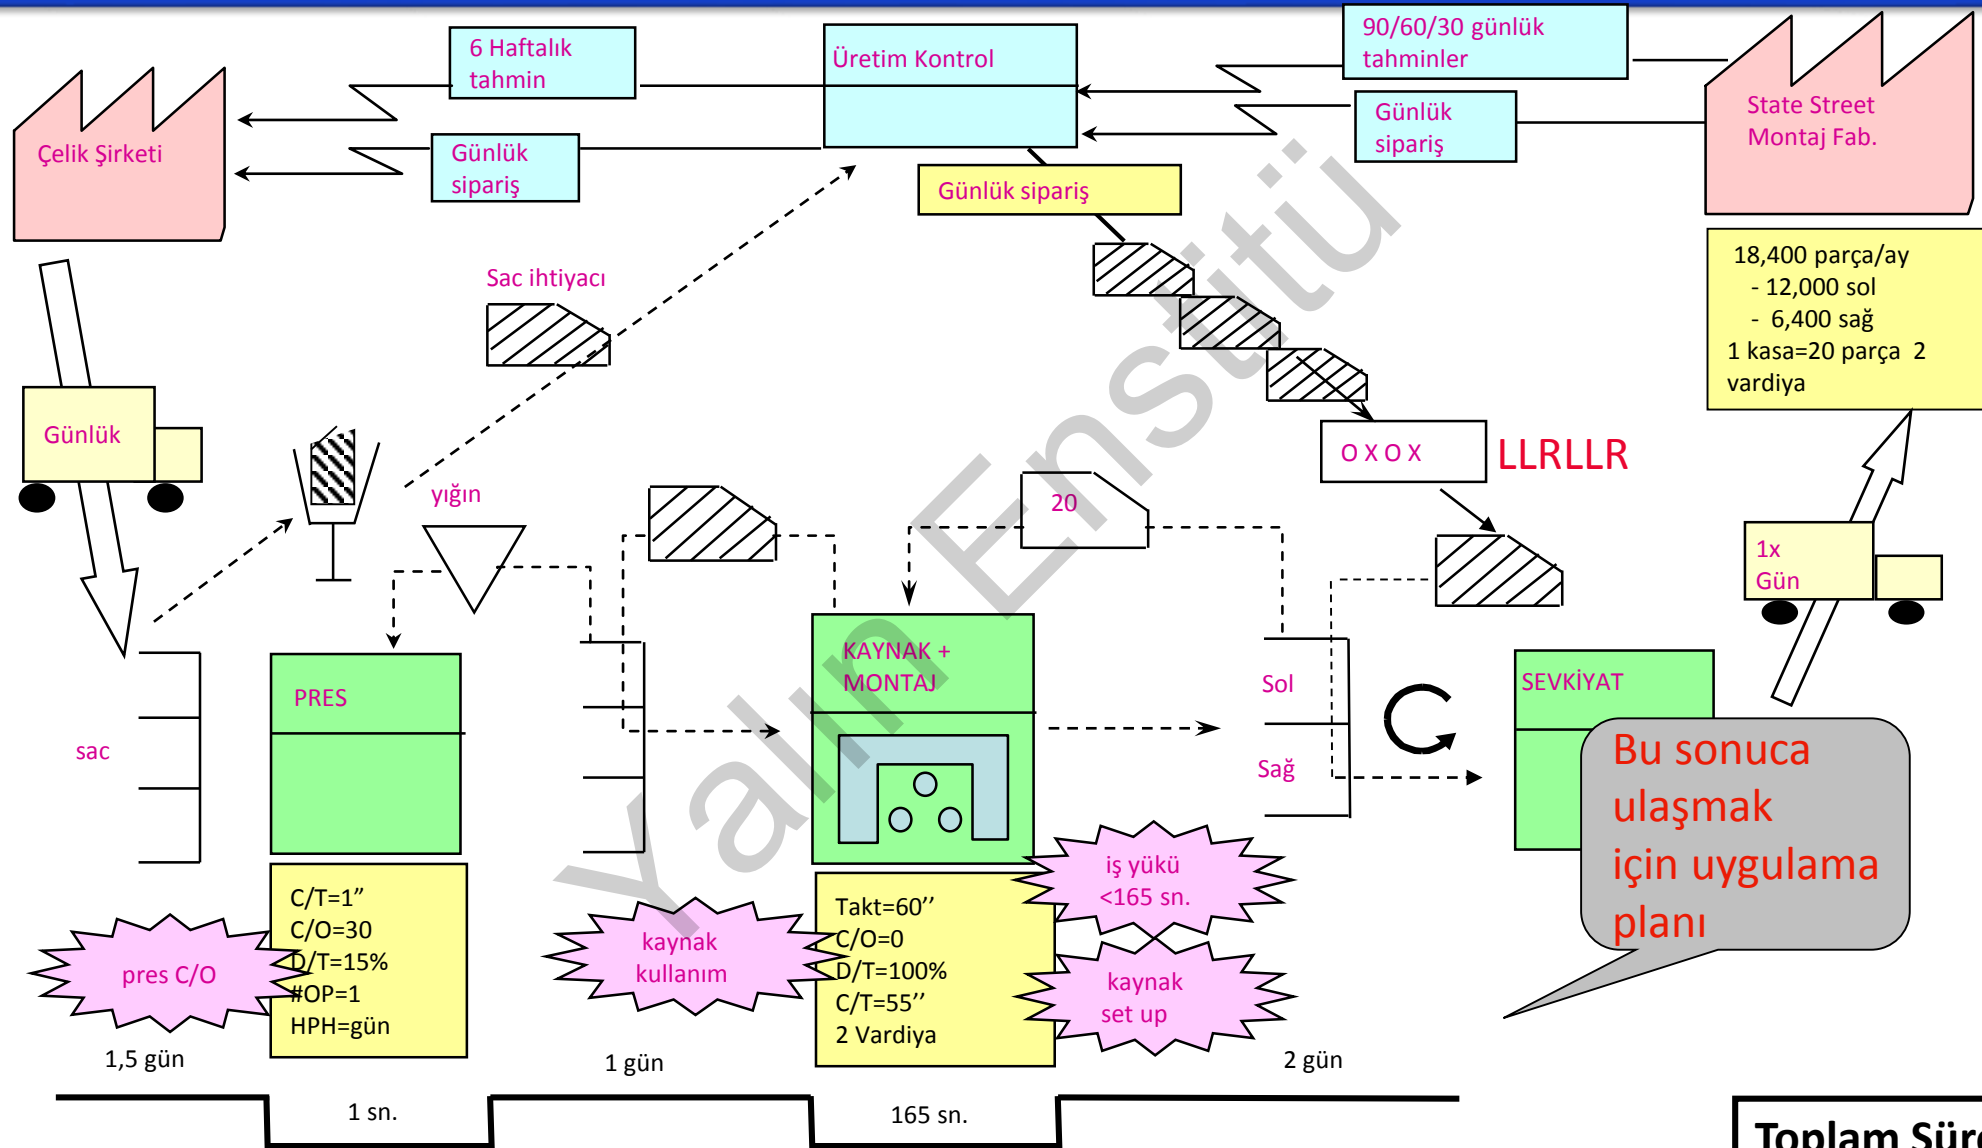 6 Haftalık
tahmin
Üretim Kontrol
90/60/30 günlük
tahminler
State Street
Montaj Fab.
Çelik Şirketi
Günlük
sipariş
Günlük
sipariş
Günlük sipariş
18,400 parça/ay
- 12,000 sol
- 6,400 sağ
1 kasa=20 parça 2
vardiya
Sac ihtiyacı
Günlük
yığın
20
O X O X
LLRLLR
1x
Gün
sac
PRES
KAYNAK +
MONTAJ
Sol
Sağ
SEVKİYAT
Bu sonuca
ulaşmak
için uygulama
planı
pres C/O
C/T=1”
C/O=30
D/T=15%
#OP=1
HPH=gün
kaynak
kullanım
Takt=60’’
C/O=0
D/T=100%
C/T=55’’
2 Vardiya
iş yükü
<165 sn.
kaynak
set up
1,5 gün
1 gün
2 gün
1 sn.
165 sn.
Toplam
Yalın Enstitü